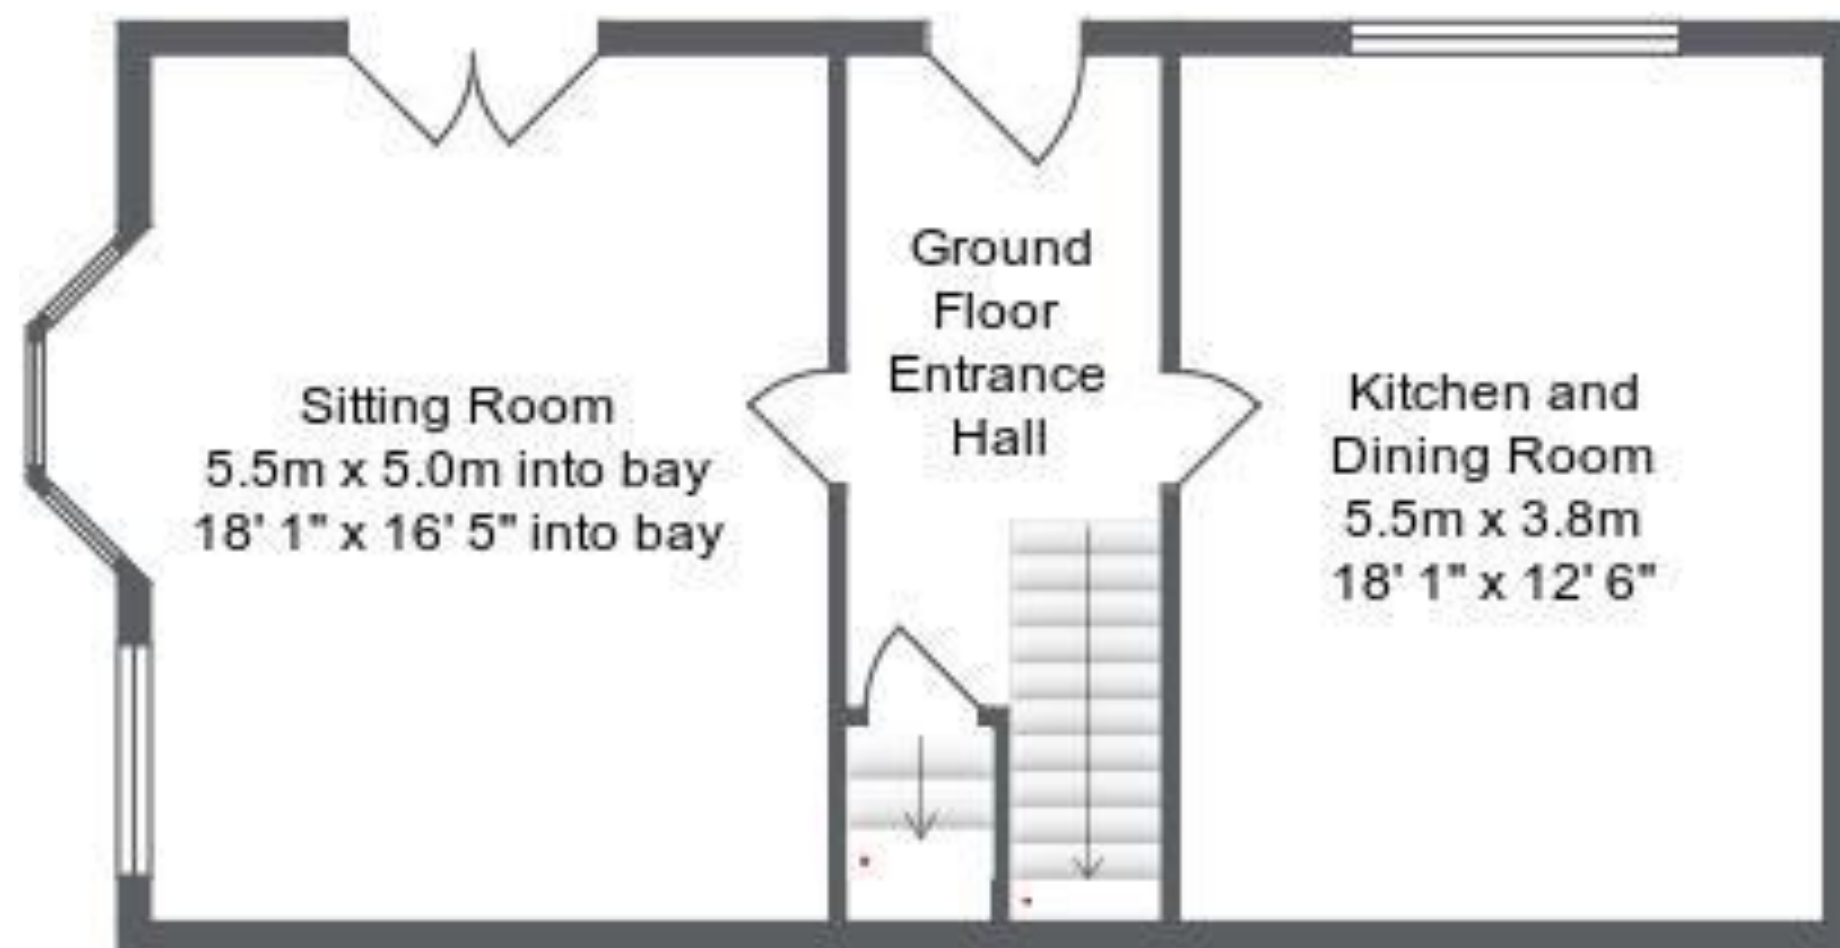 Sitting Room
5.5m x 5.0m into bay
18' 1" x 16' 5" into bay
Ground
Floor
Entrance
Hall
Kitchen and
Dining Room
5.5m x 3.8m
18' 1" x 12' 6"